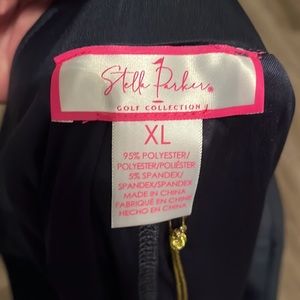 Stella Parker
GOLF COLLECTION
XL
95% POLYESTER/
POLYESTER/POLIÉSTER
5% SPANDEX/
SPANDEX/SPANDEX
MADE IN CHINA
FABRIQUÉ EN CHINE
HECHO EN CHINA